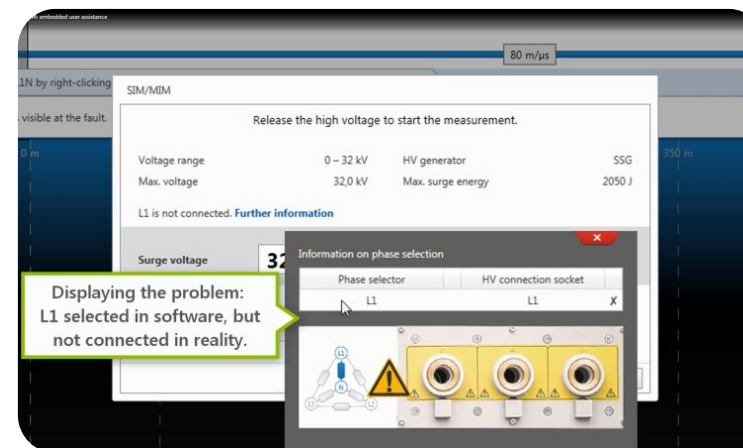 embedded user assistance
80 m/µs
1N by right-clicking
visible at the fault.
0 m
350 m
SIM/MIM
Release the high voltage to start the measurement.
Voltage range 0 – 32 kV HV generator SSG
Max. voltage 32,0 kV Max. surge energy 2050 J
L1 is not connected. Further information
Surge voltage 32
Information on phase selection
Phase selector HV connection socket
L1 L1 X
Displaying the problem:
L1 selected in software, but
not connected in reality.
L1
N